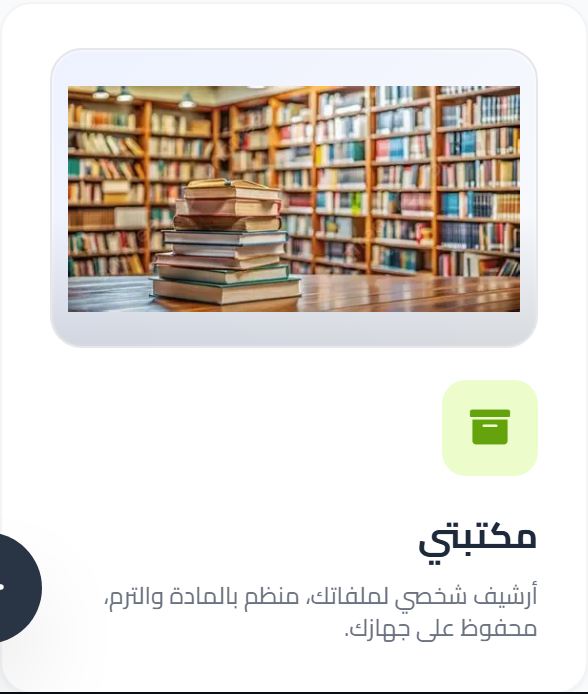 مكتبتي
أرشيف شخصي لملفاتك، منظم بالمادة والترم،
محفوظ على جهازك.